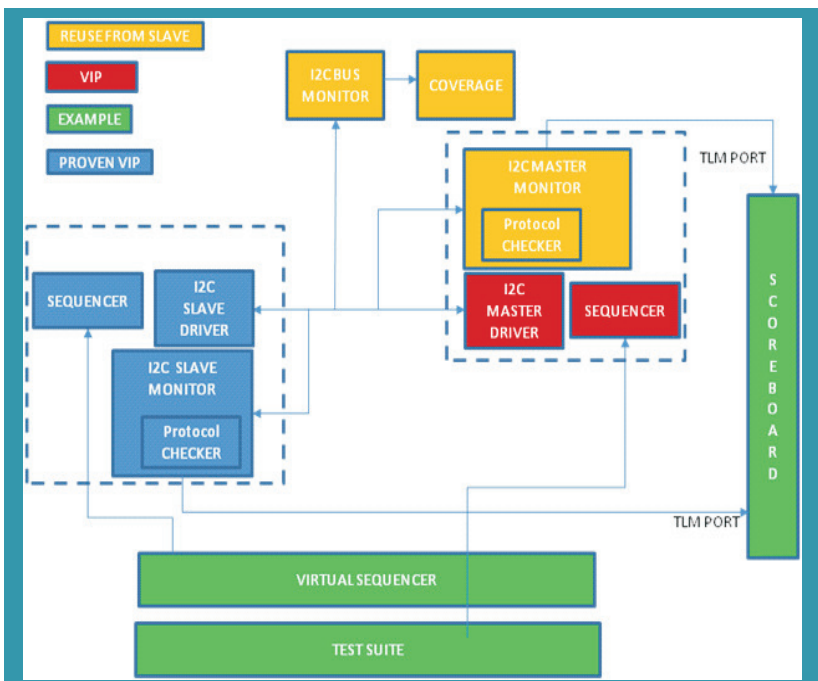 REUSE FROM SLAVE
VIP
EXAMPLE
PROVEN VIP
I2C BUS
MONITOR
COVERAGE
I2C MASTER
MONITOR
Protocol
CHECKER
I2C
MASTER
DRIVER
SEQUENCER
TLM PORT
SCOREBOARD
TLM PORT
SEQUENCER
I2C
SLAVE
DRIVER
I2C SLAVE
MONITOR
Protocol
CHECKER
VIRTUAL SEQUENCER
TEST SUITE